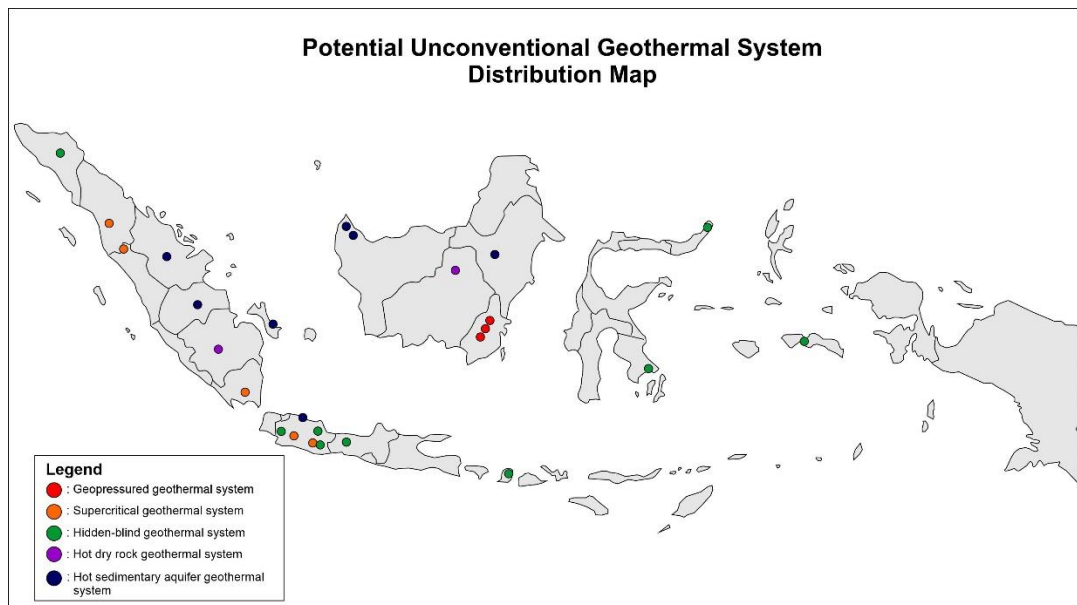 Potential Unconventional Geothermal System
Distribution Map
Legend
: Geopressured geothermal system
: Supercritical geothermal system
: Hidden-blind geothermal system
: Hot dry rock geothermal system
: Hot sedimentary aquifer geothermal
system